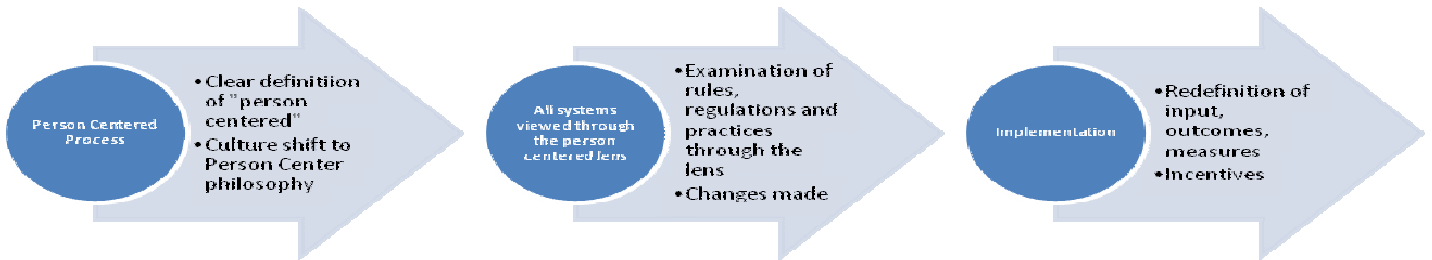 Person Centered
Process
•Clear definitiion
of "person
centered"
•Culture shift to
Person Center
philosophy
All systems
viewed through
the person
centered lens
•Examination of
rules,
regulations and
practices
through the
lens
•Changes made
Implementation
•Redefinition of
input,
outcomes,
measures
•Incentives